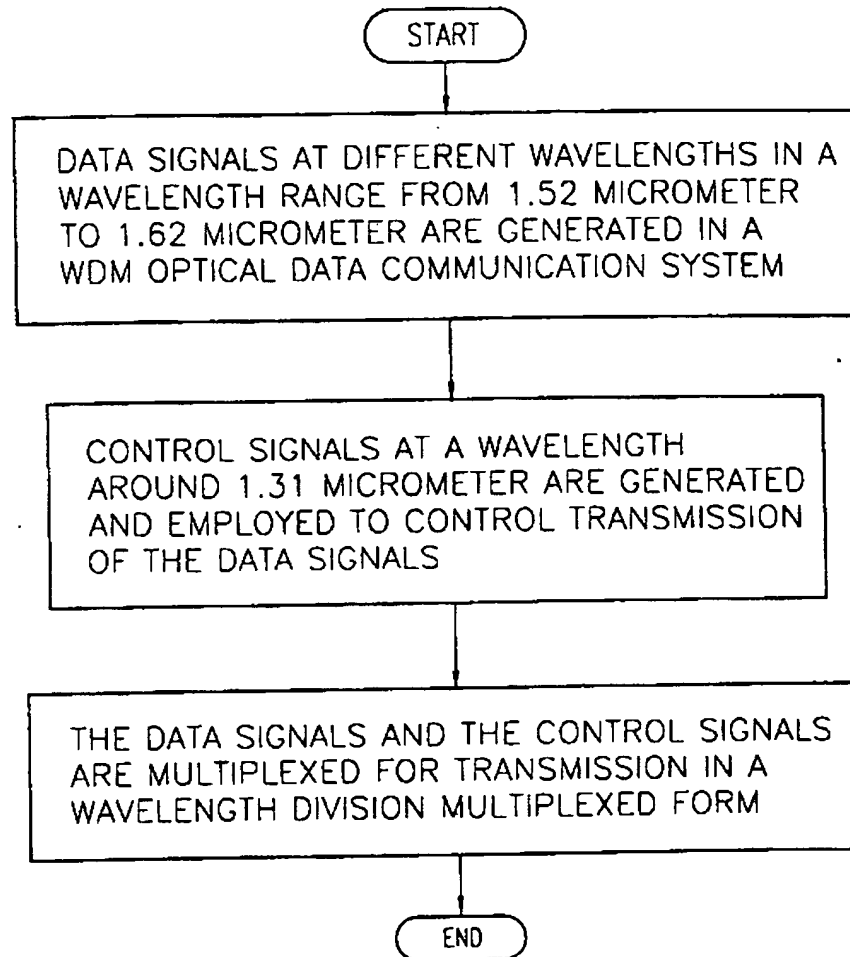 START
DATA SIGNALS AT DIFFERENT WAVELENGTHS IN A
WAVELENGTH RANGE FROM 1.52 MICROMETER
TO 1.62 MICROMETER ARE GENERATED IN A
WDM OPTICAL DATA COMMUNICATION SYSTEM
CONTROL SIGNALS AT A WAVELENGTH
AROUND 1.31 MICROMETER ARE GENERATED
AND EMPLOYED TO CONTROL TRANSMISSION
OF THE DATA SIGNALS
THE DATA SIGNALS AND THE CONTROL SIGNALS
ARE MULTIPLEXED FOR TRANSMISSION IN A
WAVELENGTH DIVISION MULTIPLEXED FORM
END